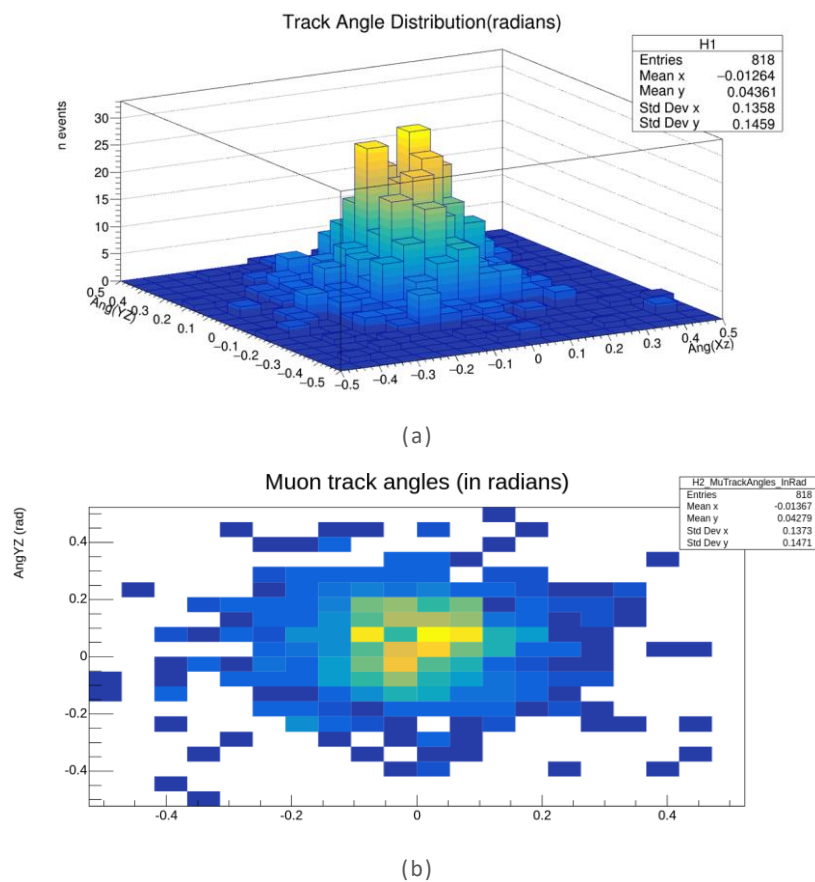 Track Angle Distribution(radians)
H1
Entries 818
Mean x −0.01264
Mean y 0.04361
Std Dev x 0.1358
Std Dev y 0.1459
n events
30
25
20
15
10
5
0
0.5 0.4 0.3 0.2 0.1 0 −0.1 −0.2 −0.3 −0.4 −0.5
Ang(YZ)
−0.5 −0.4 −0.3 −0.2 −0.1 0 0.1 0.2 0.3 0.4 0.5
Ang(Xz)
(a)
Muon track angles (in radians)
H2_MuTrackAngles_InRad
Entries 818
Mean x -0.01367
Mean y 0.04279
Std Dev x 0.1373
Std Dev y 0.1471
AngYZ (rad)
0.4
0.2
0
-0.2
-0.4
-0.4 -0.2 0 0.2 0.4
(b)